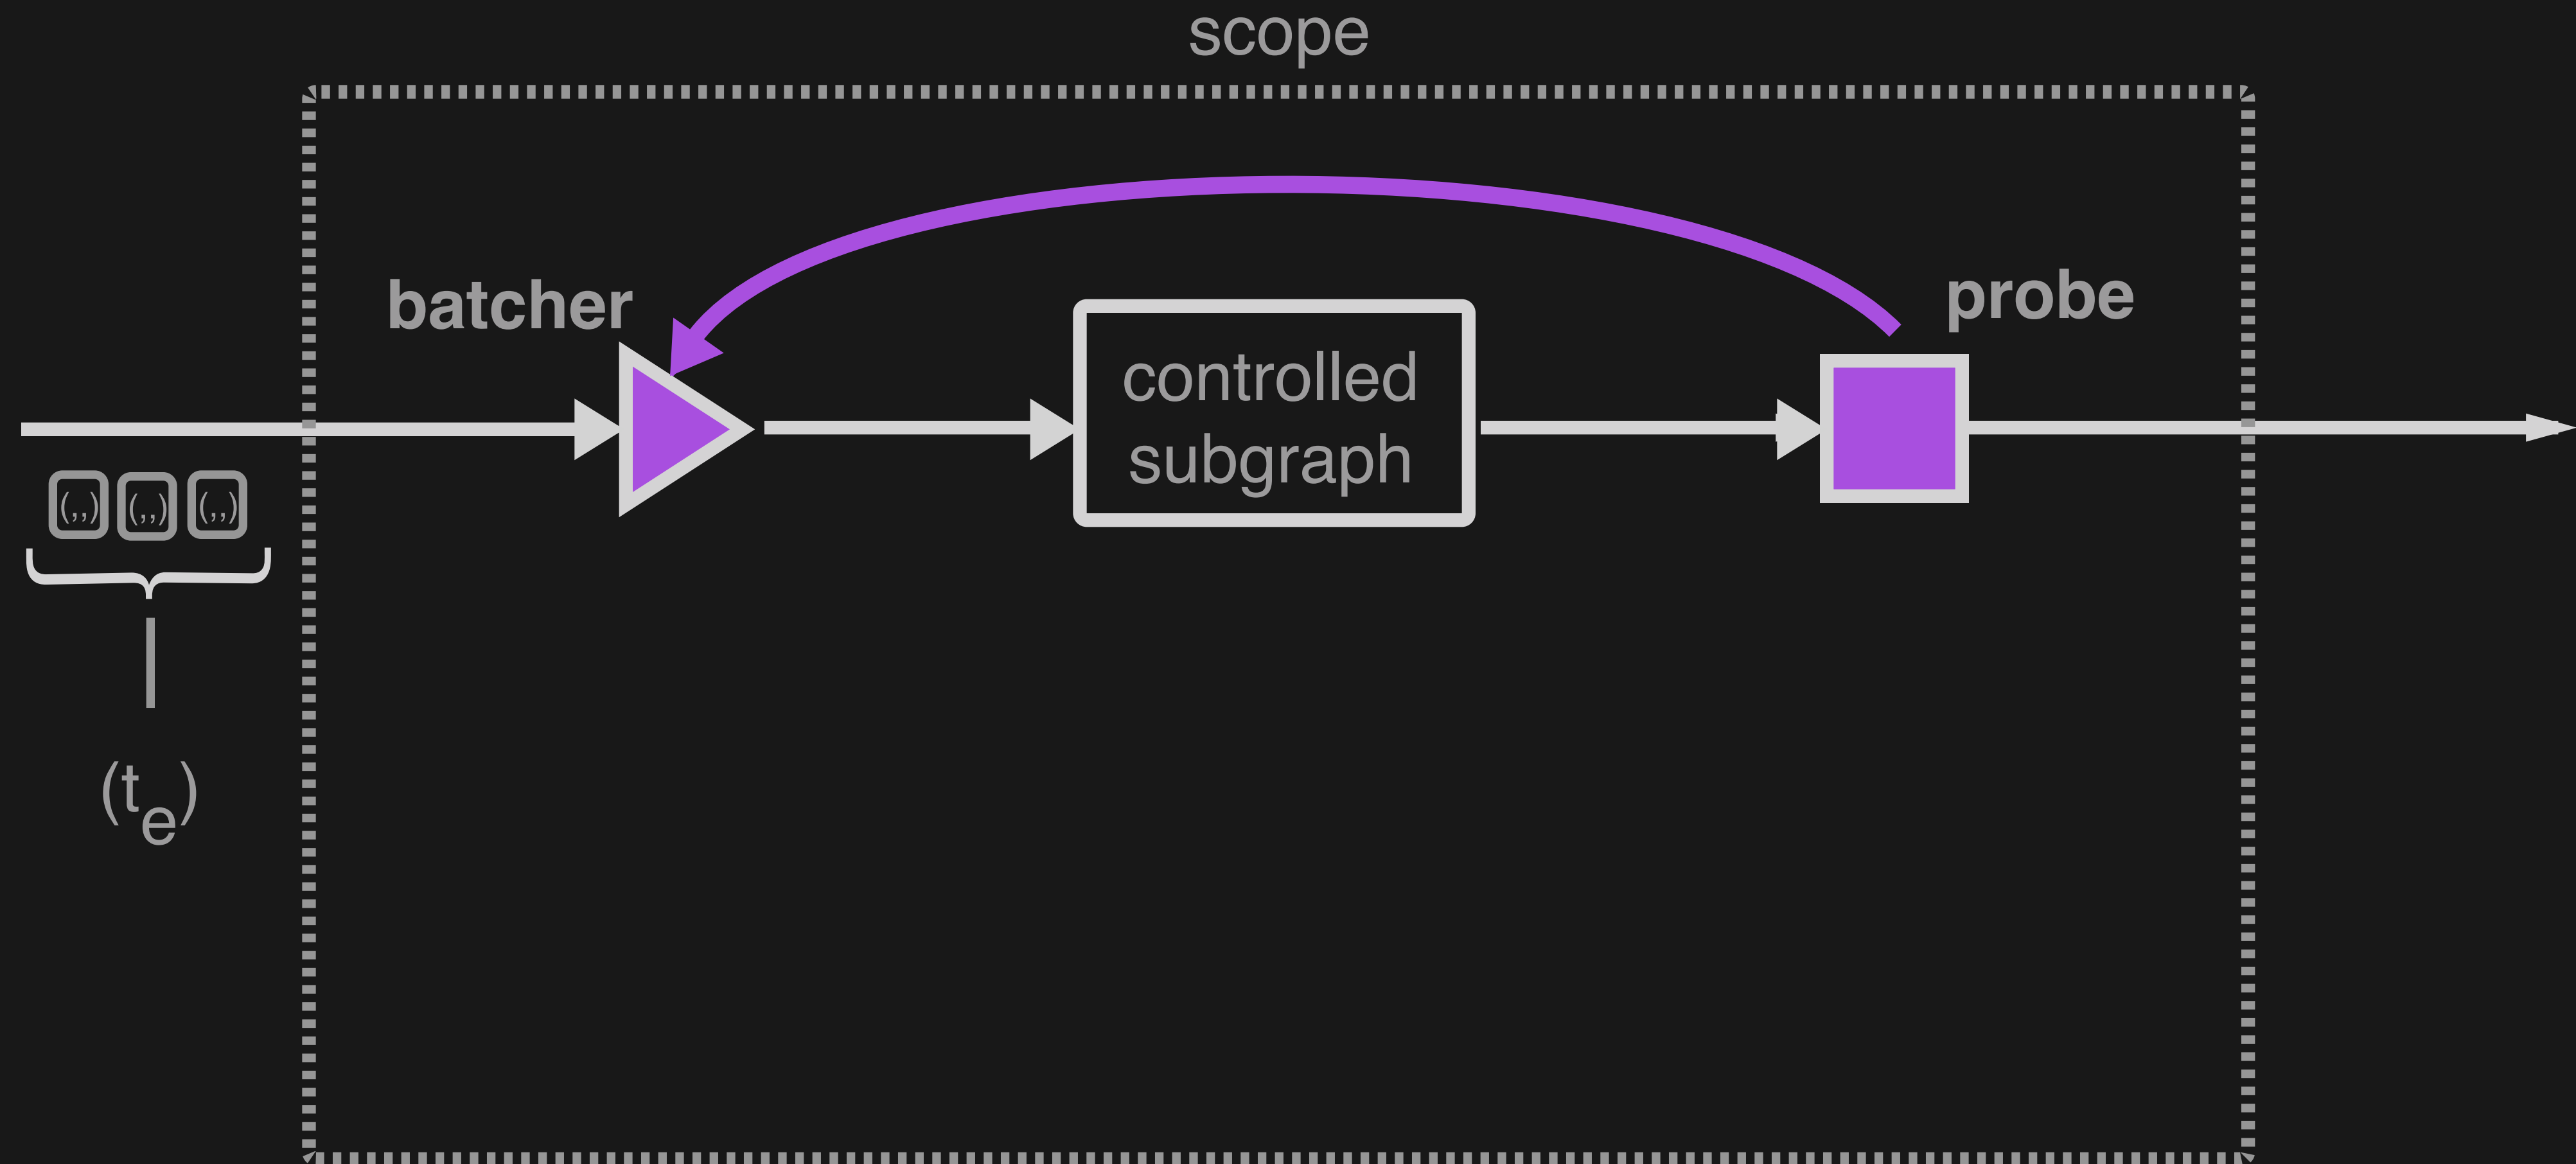 scope
batcher
probe
controlled
subgraph
(,,) (,,) (,,)
(te)